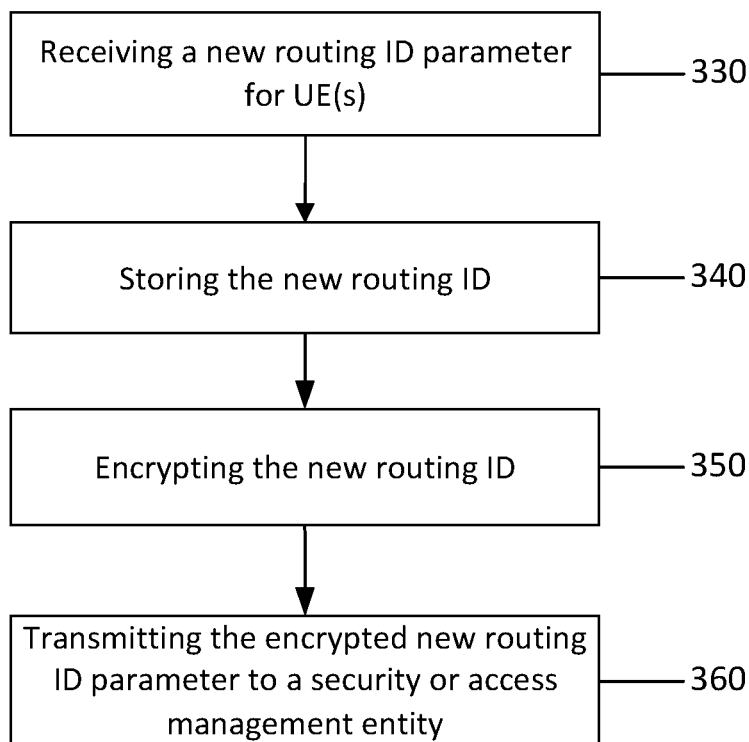 Receiving a new routing ID parameter
for UE(s)
330
Storing the new routing ID
340
Encrypting the new routing ID
350
Transmitting the encrypted new routing
ID parameter to a security or access
management entity
360